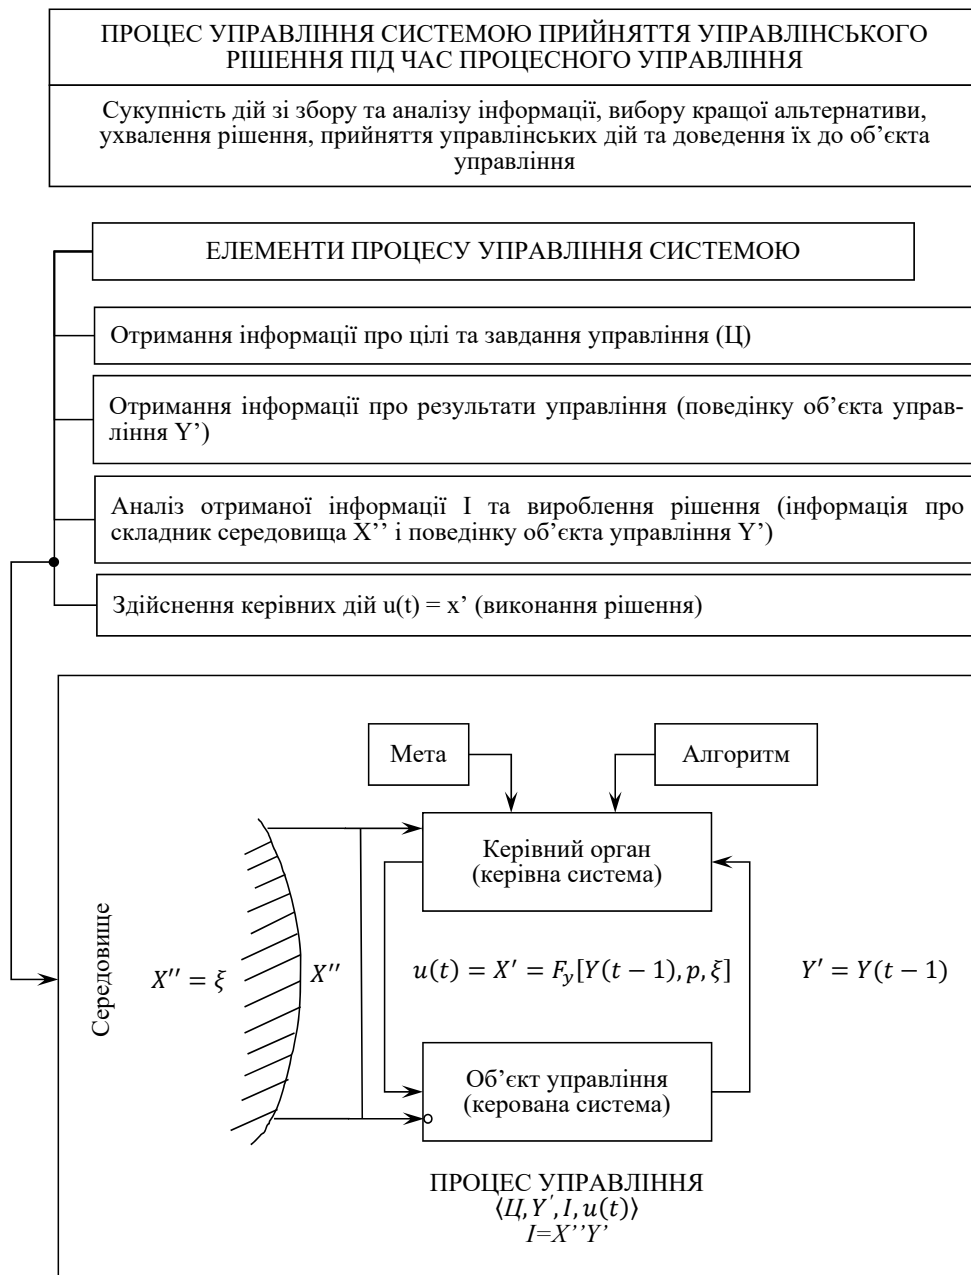 ПРОЦЕС УПРАВЛІННЯ СИСТЕМОЮ ПРИЙНЯТТЯ УПРАВЛІНСЬКОГО
РІШЕННЯ ПІД ЧАС ПРОЦЕСНОГО УПРАВЛІННЯ
Сукупність дій зі збору та аналізу інформації, вибору кращої альтернативи,
ухвалення рішення, прийняття управлінських дій та доведення їх до об’єкта
управління
ЕЛЕМЕНТИ ПРОЦЕСУ УПРАВЛІННЯ СИСТЕМОЮ
Отримання інформації про цілі та завдання управління (Ц)
Отримання інформації про результати управління (поведінку об’єкта управ-
ління Y’)
Аналіз отриманої інформації І та вироблення рішення (інформація про
складник середовища X’’ і поведінку об’єкта управління Y’)
Здійснення керівних дій u(t) = x’ (виконання рішення)
Мета
Алгоритм
Керівний орган
(керівна система)
Середовище
X′′ = ξ
X′′
u(t) = X′ = F_y[Y(t − 1), p, ξ]
Y′ = Y(t − 1)
Об’єкт управління
(керована система)
ПРОЦЕС УПРАВЛІННЯ
⟨Ц, Y′, I, u(t)⟩
I=X’’Y’